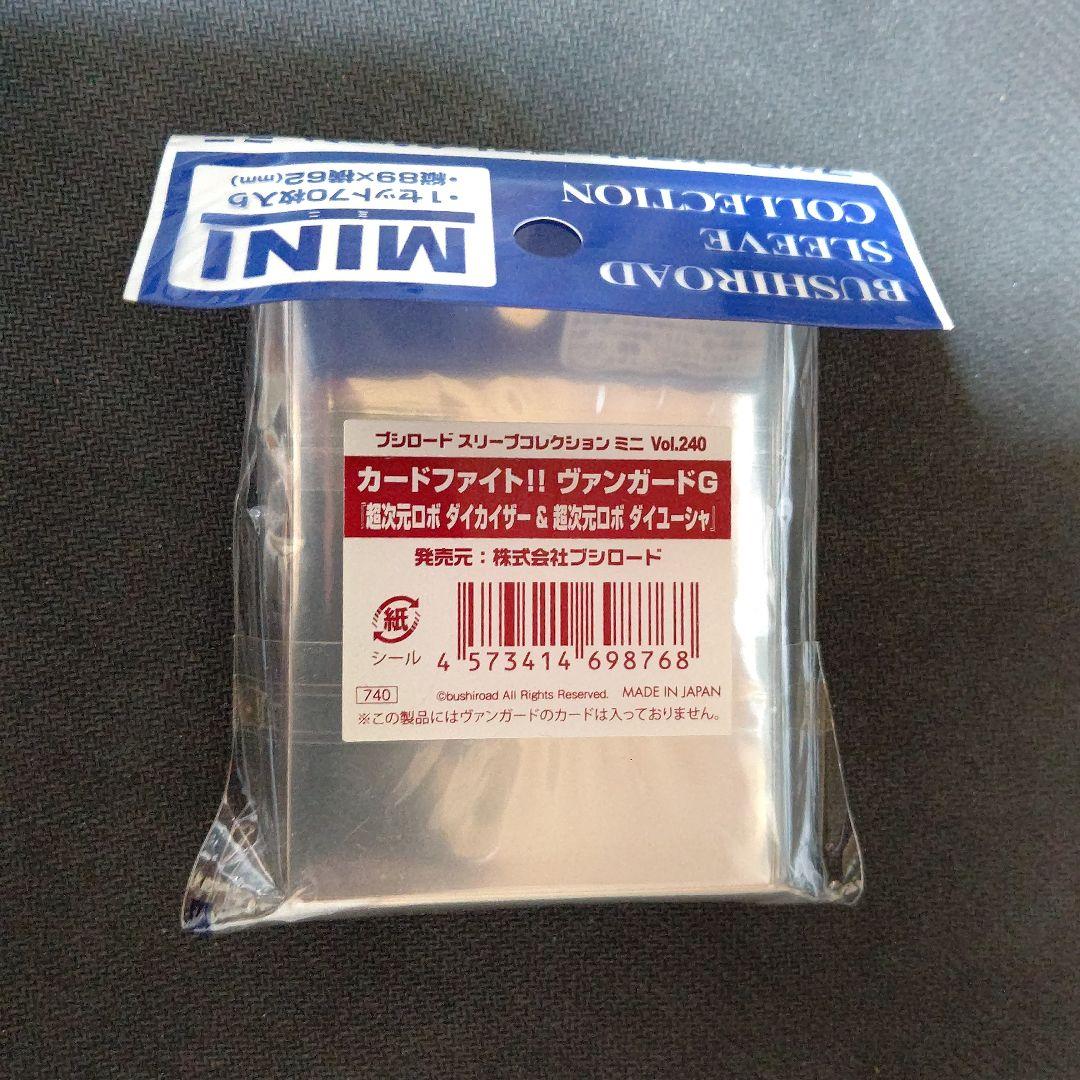 BUSHIROAD
SLEEVE
COLLECTION
MINI
ミニ
・1セット70枚入り
・縦89×横62(mm)
ブシロード スリーブコレクション ミニ Vol.240
カードファイト!! ヴァンガードG
『超次元ロボ ダイカイザー & 超次元ロボ ダイユーシャ』
発売元：株式会社ブシロード
紙
シール
4 573414 698768
740
©bushiroad All Rights Reserved. MADE IN JAPAN
※この製品にはヴァンガードのカードは入っておりません。